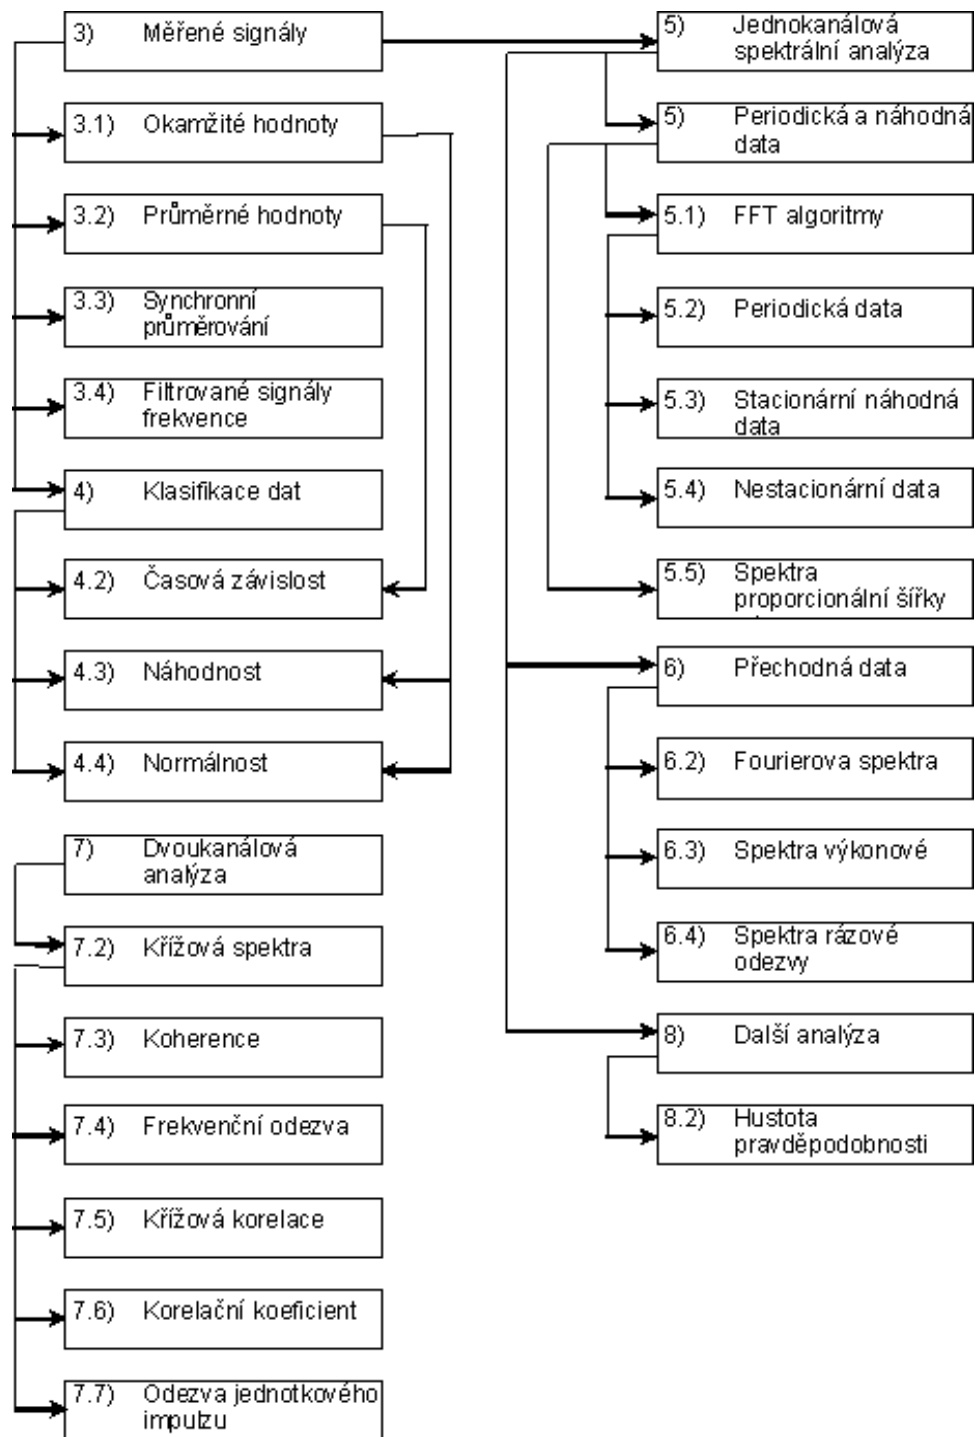 3) Měřené signály
3.1) Okamžité hodnoty
3.2) Průměrné hodnoty
3.3) Synchronní
průměrování
3.4) Filtrované signály
frekvence
4) Klasifikace dat
4.2) Časová závislost
4.3) Náhodnost
4.4) Normálnost
7) Dvoukanálová
analýza
7.2) Křížová spektra
7.3) Koherence
7.4) Frekvenční odezva
7.5) Křížová korelace
7.6) Korelační koeficient
7.7) Odezva jednotkového
impulzu
5) Jednokanálová
spektrální analýza
5) Periodická a náhodná
data
5.1) FFT algoritmy
5.2) Periodická data
5.3) Stacionární náhodná
data
5.4) Nestacionární data
5.5) Spektra
proporcionální šířky
6) Přechodná data
6.2) Fourierova spektra
6.3) Spektra výkonové
6.4) Spektra rázové
odezvy
8) Další analýza
8.2) Hustota
pravděpodobnosti